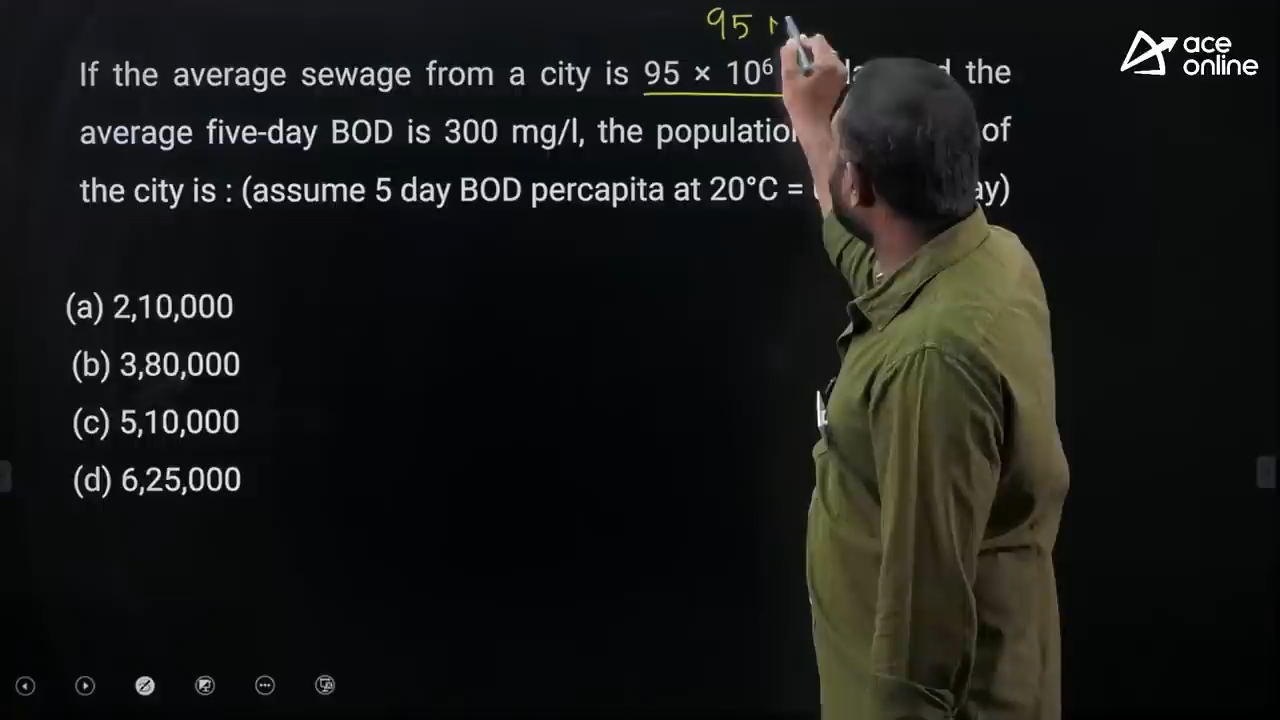 95
ace
online
If the average sewage from a city is 95 × 10⁶ the
average five-day BOD is 300 mg/l, the of
the city is : (assume 5 day BOD percapita at 20°C =
(a) 2,10,000
(b) 3,80,000
(c) 5,10,000
(d) 6,25,000